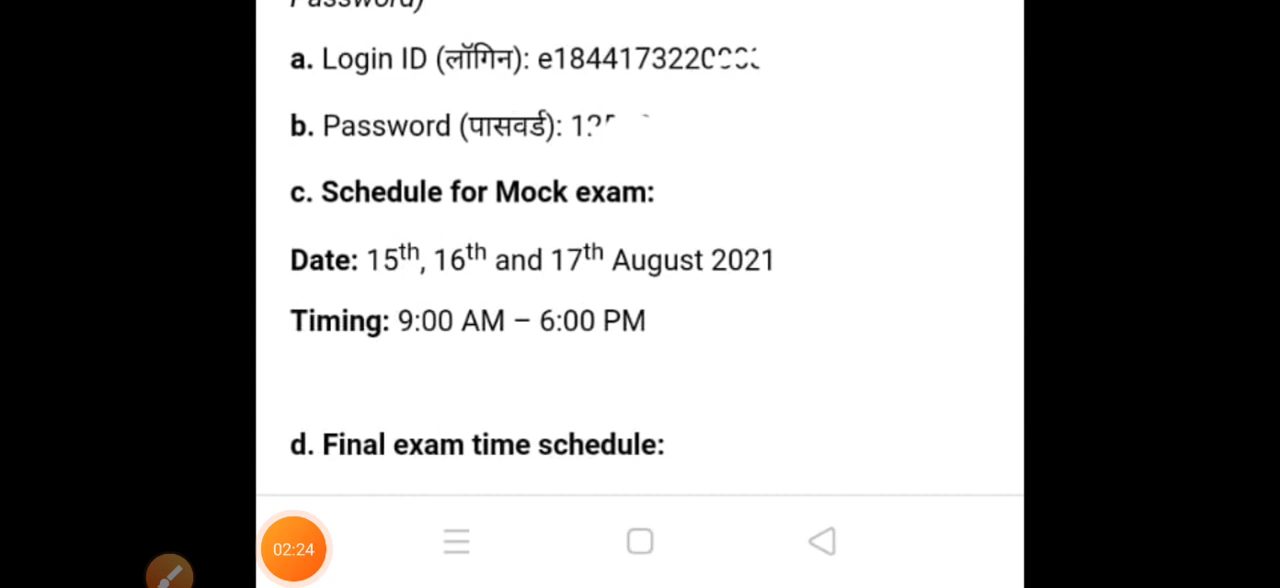 Password)
a. Login ID (लॉगिन):
b. Password (पासवर्ड):
c. Schedule for Mock exam:
Date: 15th, 16th and 17th August 2021
Timing: 9:00 AM – 6:00 PM
d. Final exam time schedule:
02:24